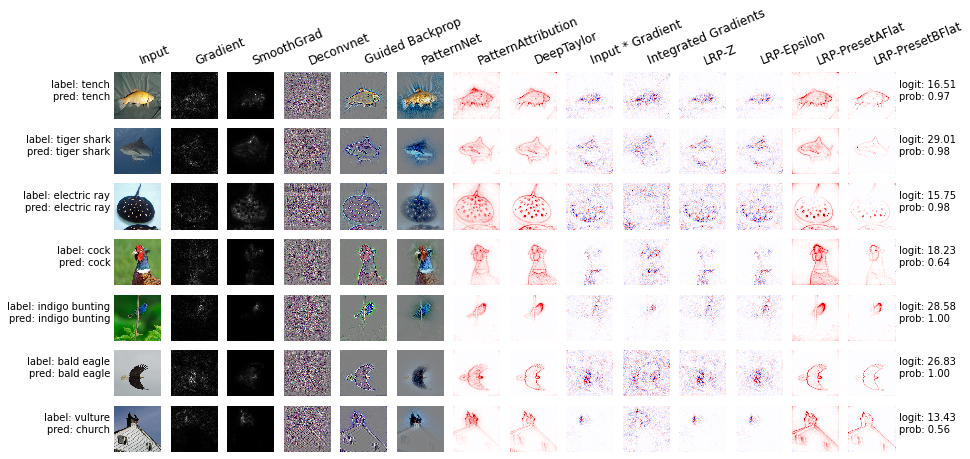 Input
Gradient
SmoothGrad
Deconvnet
Guided Backprop
PatternNet
PatternAttribution
DeepTaylor
Input * Gradient
Integrated Gradients
LRP-Z
LRP-Epsilon
LRP-PresetAFlat
LRP-PresetBFlat
label: tench
pred: tench
logit: 16.51
prob: 0.97
label: tiger shark
pred: tiger shark
logit: 29.01
prob: 0.98
label: electric ray
pred: electric ray
logit: 15.75
prob: 0.98
label: cock
pred: cock
logit: 18.23
prob: 0.64
label: indigo bunting
pred: indigo bunting
logit: 28.58
prob: 1.00
label: bald eagle
pred: bald eagle
logit: 26.83
prob: 1.00
label: vulture
pred: church
logit: 13.43
prob: 0.56